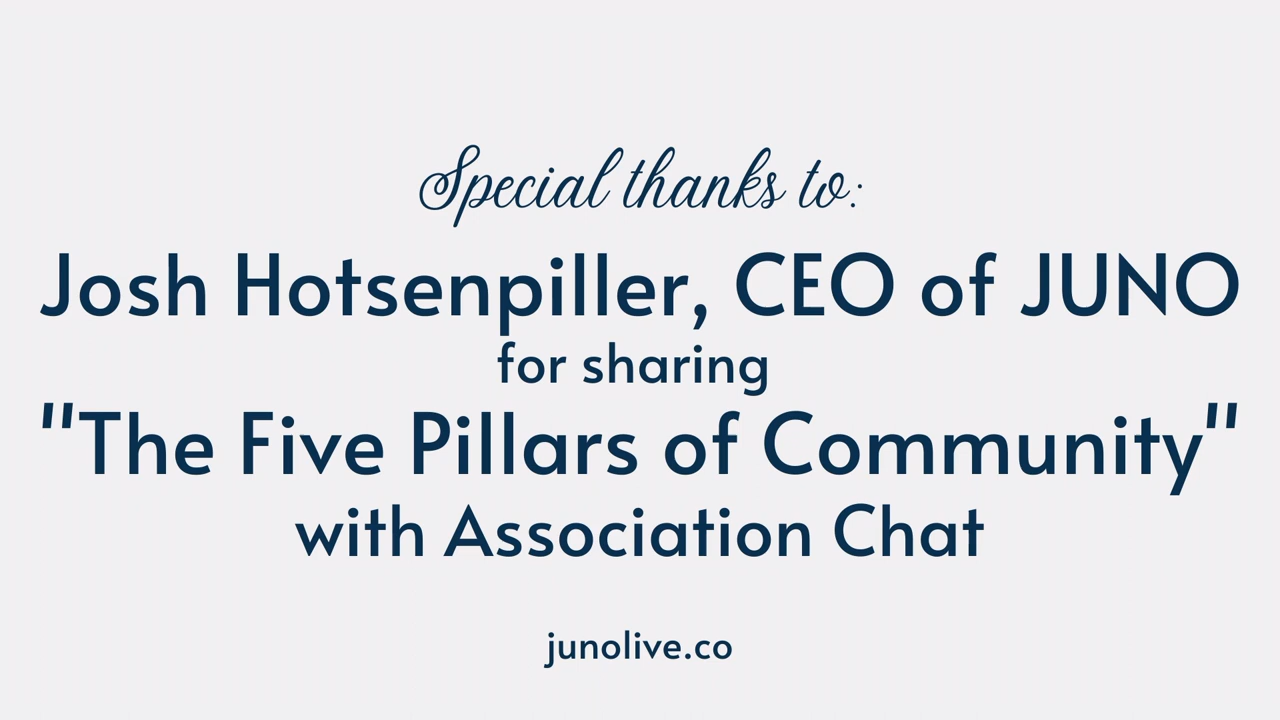 Special thanks to:
Josh Hotsenpiller, CEO of JUNO
for sharing
"The Five Pillars of Community"
with Association Chat
junolive.co